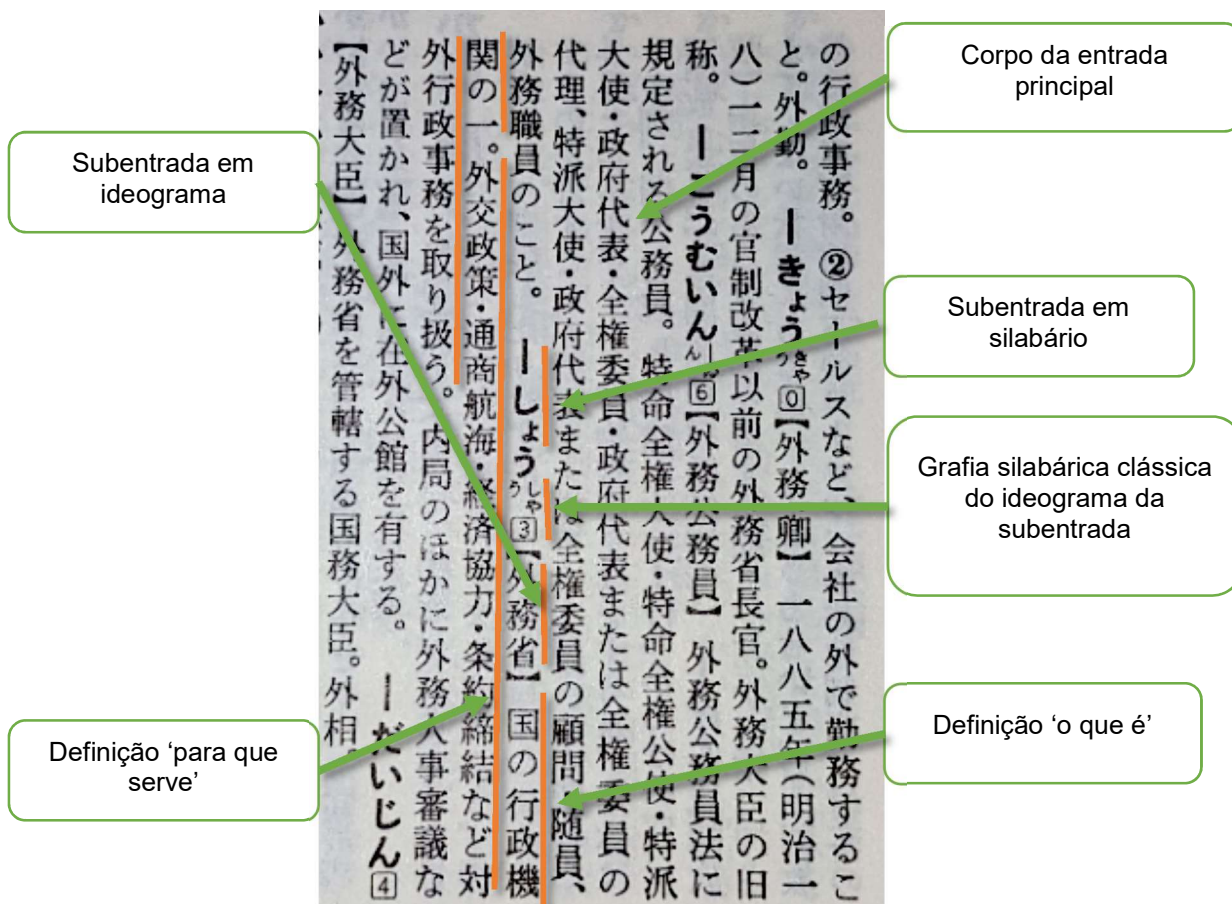 Subentrada em
ideograma
Definição ‘para que
serve’
の行政事務。②セールスなど、会社の外で勤務するこ
と。外勤。 ―きょうきやう[0]【外務卿】 一八八五年(明治一
八)一二月の官制改革以前の外務省長官。外務大臣の旧
称。 ―こうむいん―ゐん[6]【外務公務員】 外務公務員法に
規定される公務員。特命全権大使・特命全権公使・特派
大使・政府代表・全権委員・政府代表または全権委員の
代理、特派大使・政府代表または全権委員の顧問・随員、
外務職員のこと。 ―しょうしやう[3]【外務省】 国の行政機
関の一。外交政策・通商航海・経済協力・条約締結など対
外行政事務を取り扱う。内局のほかに外務人事審議な
どが置かれ、国外に在外公館を有する。 ―だいじん[4]
【外務大臣】 外務省を管轄する国務大臣。外相。
Corpo da entrada
principal
Subentrada em
silabário
Grafia silabárica clássica
do ideograma da
subentrada
Definição ‘o que é’